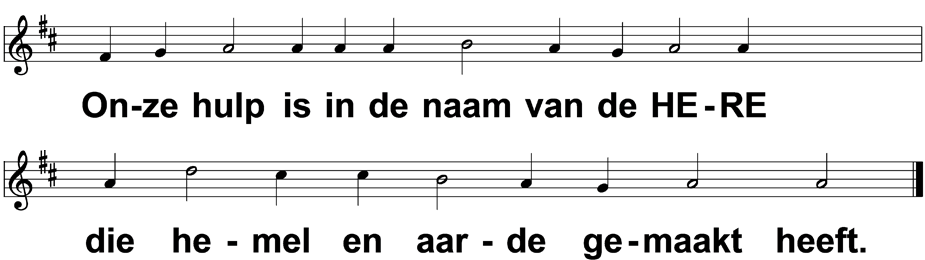 On-ze hulp is in de naam van de HE-RE
die he-mel en aar-de ge-maakt heeft.